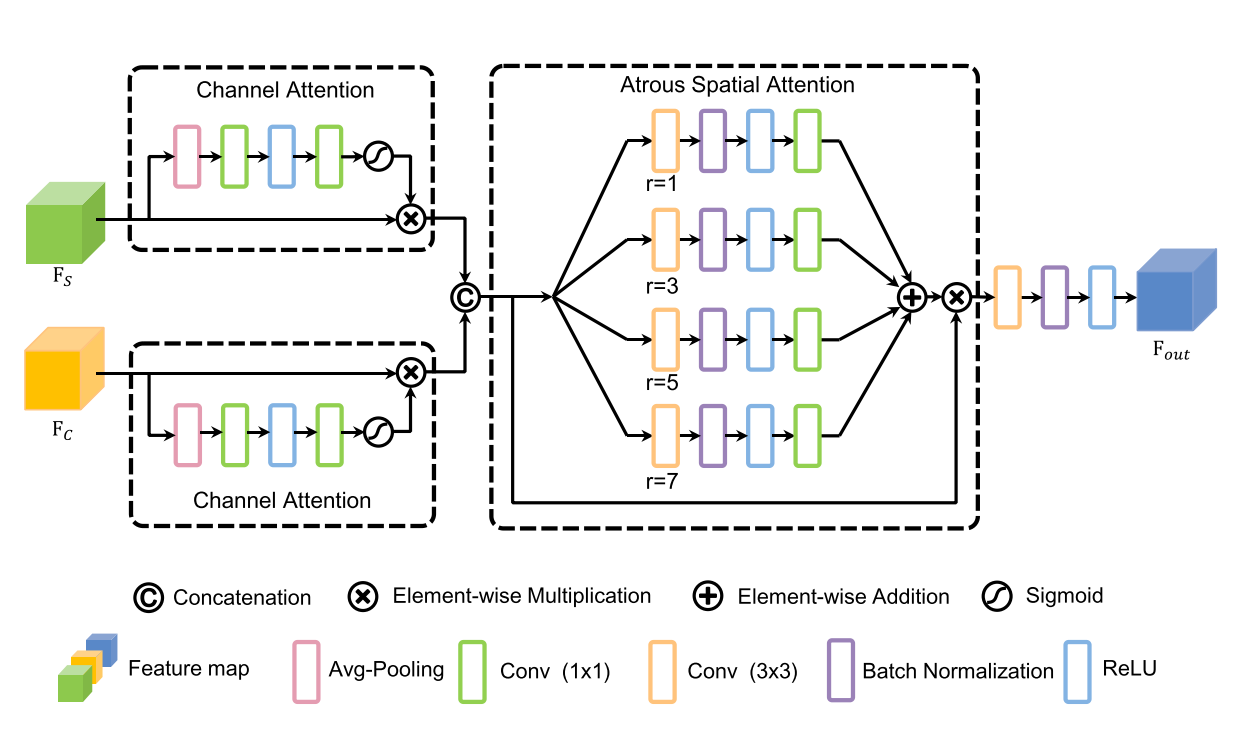 Channel Attention
F_S
Channel Attention
F_C
C
Atrous Spatial Attention
r=1
r=3
r=5
r=7
F_out
C Concatenation
Element-wise Multiplication
Element-wise Addition
Sigmoid
Feature map
Avg-Pooling
Conv (1x1)
Conv (3x3)
Batch Normalization
ReLU